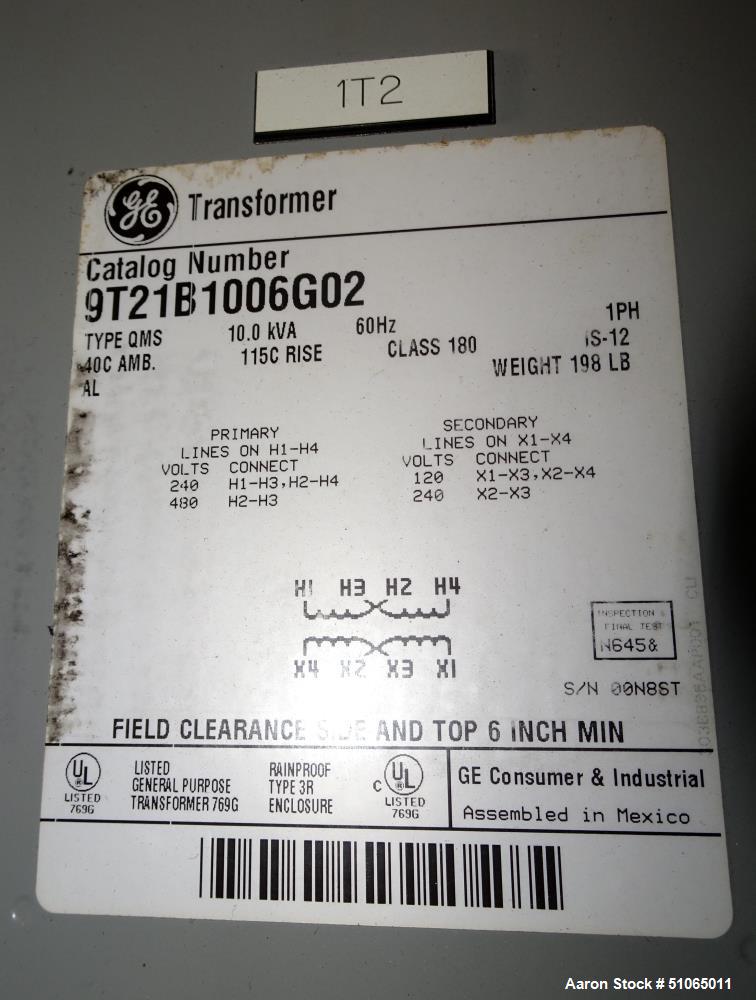 1T2
GE Transformer
Catalog Number
9T21B1006G02
TYPE QMS 10.0 kVA 60Hz 1PH
40C AMB. 115C RISE CLASS 180 IS-12
AL WEIGHT 198 LB
PRIMARY
LINES ON H1-H4
VOLTS CONNECT
240 H1-H3,H2-H4
480 H2-H3
SECONDARY
LINES ON X1-X4
VOLTS CONNECT
120 X1-X3,X2-X4
240 X2-X3
H1 H3 H2 H4
X4 X2 X3 X1
INSPECTION &
FINAL TEST
N645&
S/N 00N8ST
FIELD CLEARANCE SIDE AND TOP 6 INCH MIN
UL
LISTED
769G
LISTED
GENERAL PURPOSE
TRANSFORMER 769G
RAINPROOF
TYPE 3R
ENCLOSURE
C UL
LISTED
769G
GE Consumer & Industrial
Assembled in Mexico
Aaron Stock # 51065011